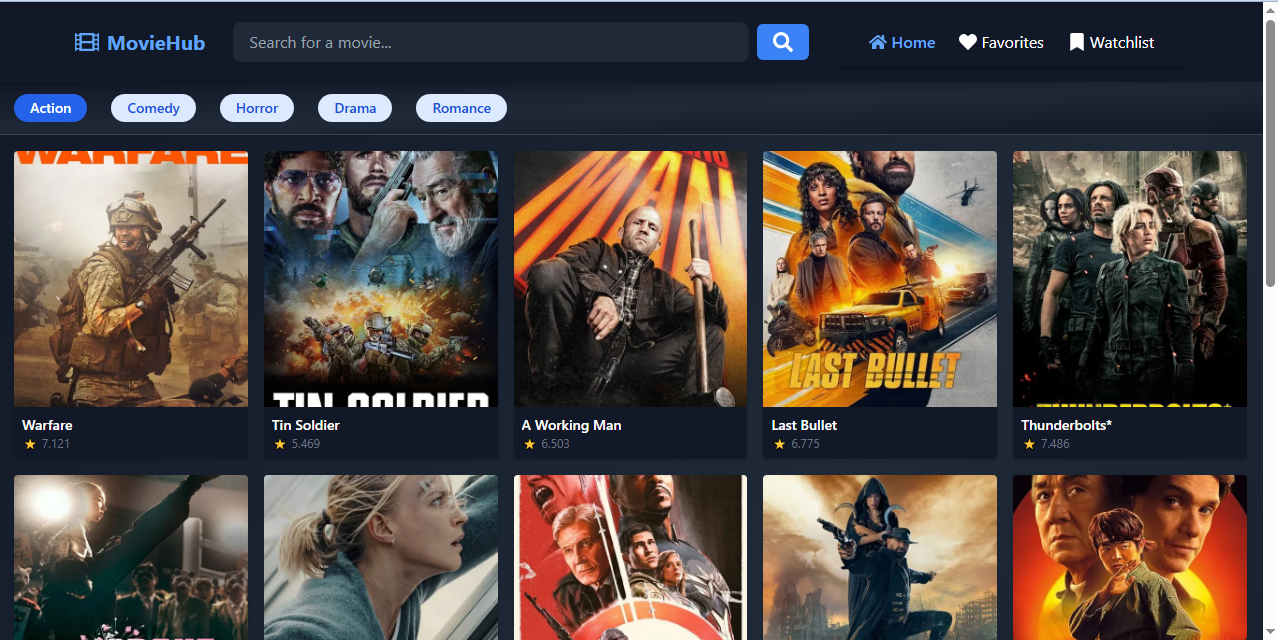 MovieHub
Search for a movie...
Home
Favorites
Watchlist
Action
Comedy
Horror
Drama
Romance
WARFARE
TIN SOLDIER
MAN
LAST BULLET
THUNDERBOLTS*
Warfare
7.121
Tin Soldier
5.469
A Working Man
6.503
Last Bullet
6.775
Thunderbolts*
7.486